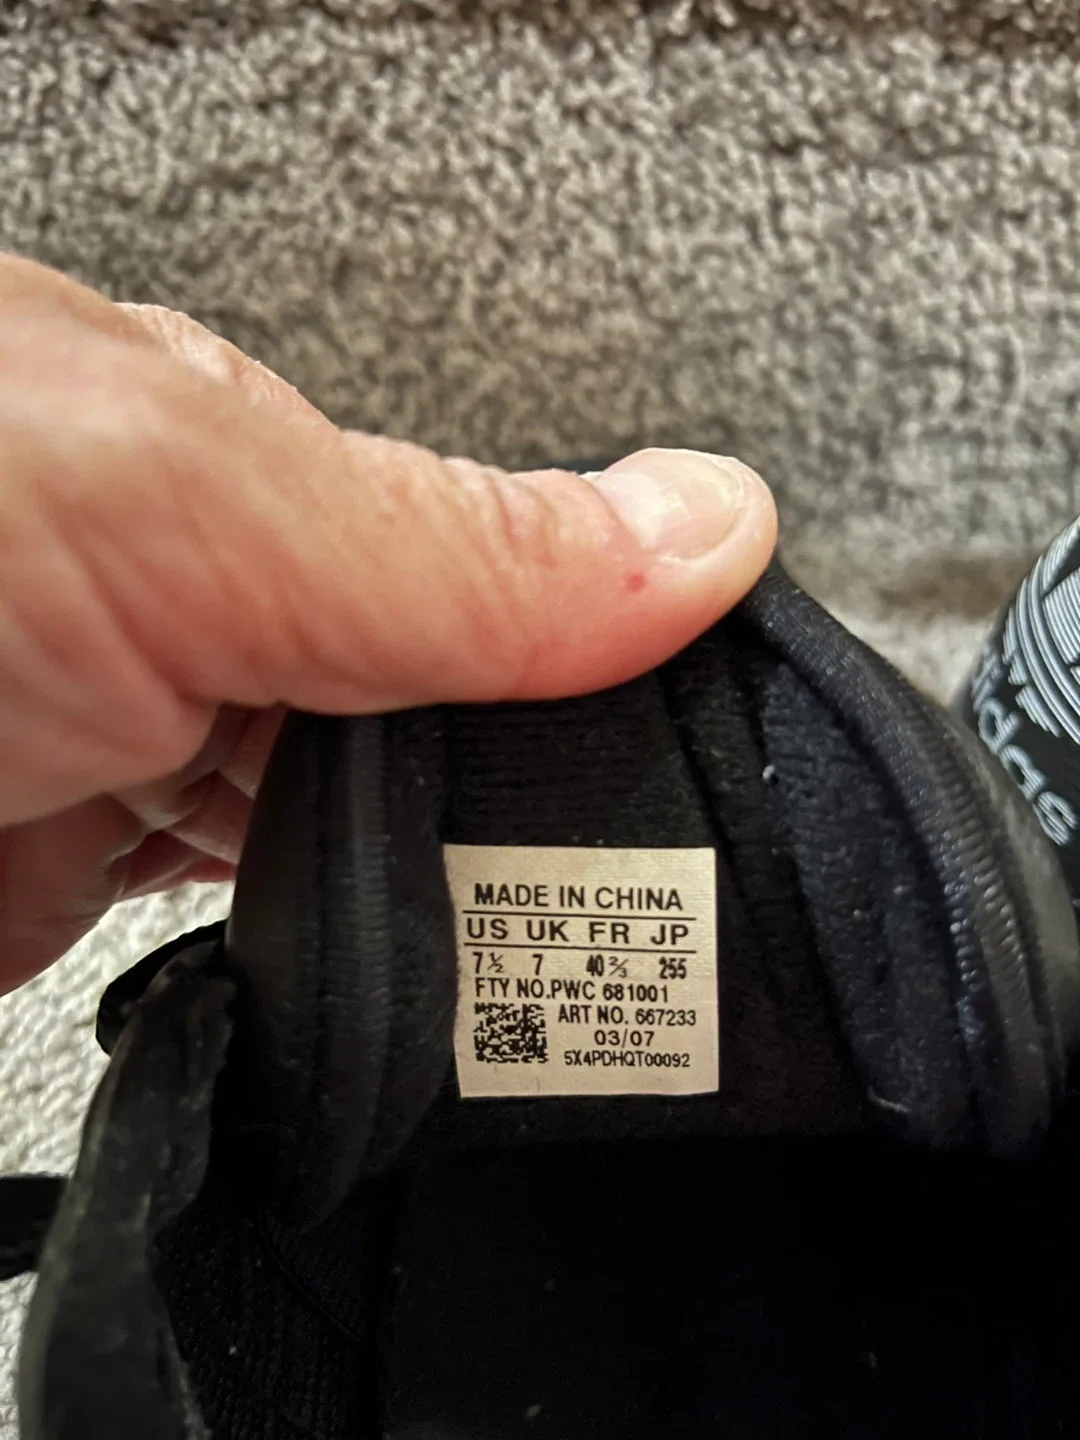 MADE IN CHINA
US UK FR JP
7½ 7 40⅔ 255
FTY NO.PWC 681001
ART NO. 667233
03/07
5X4PDHQT00092
adidas